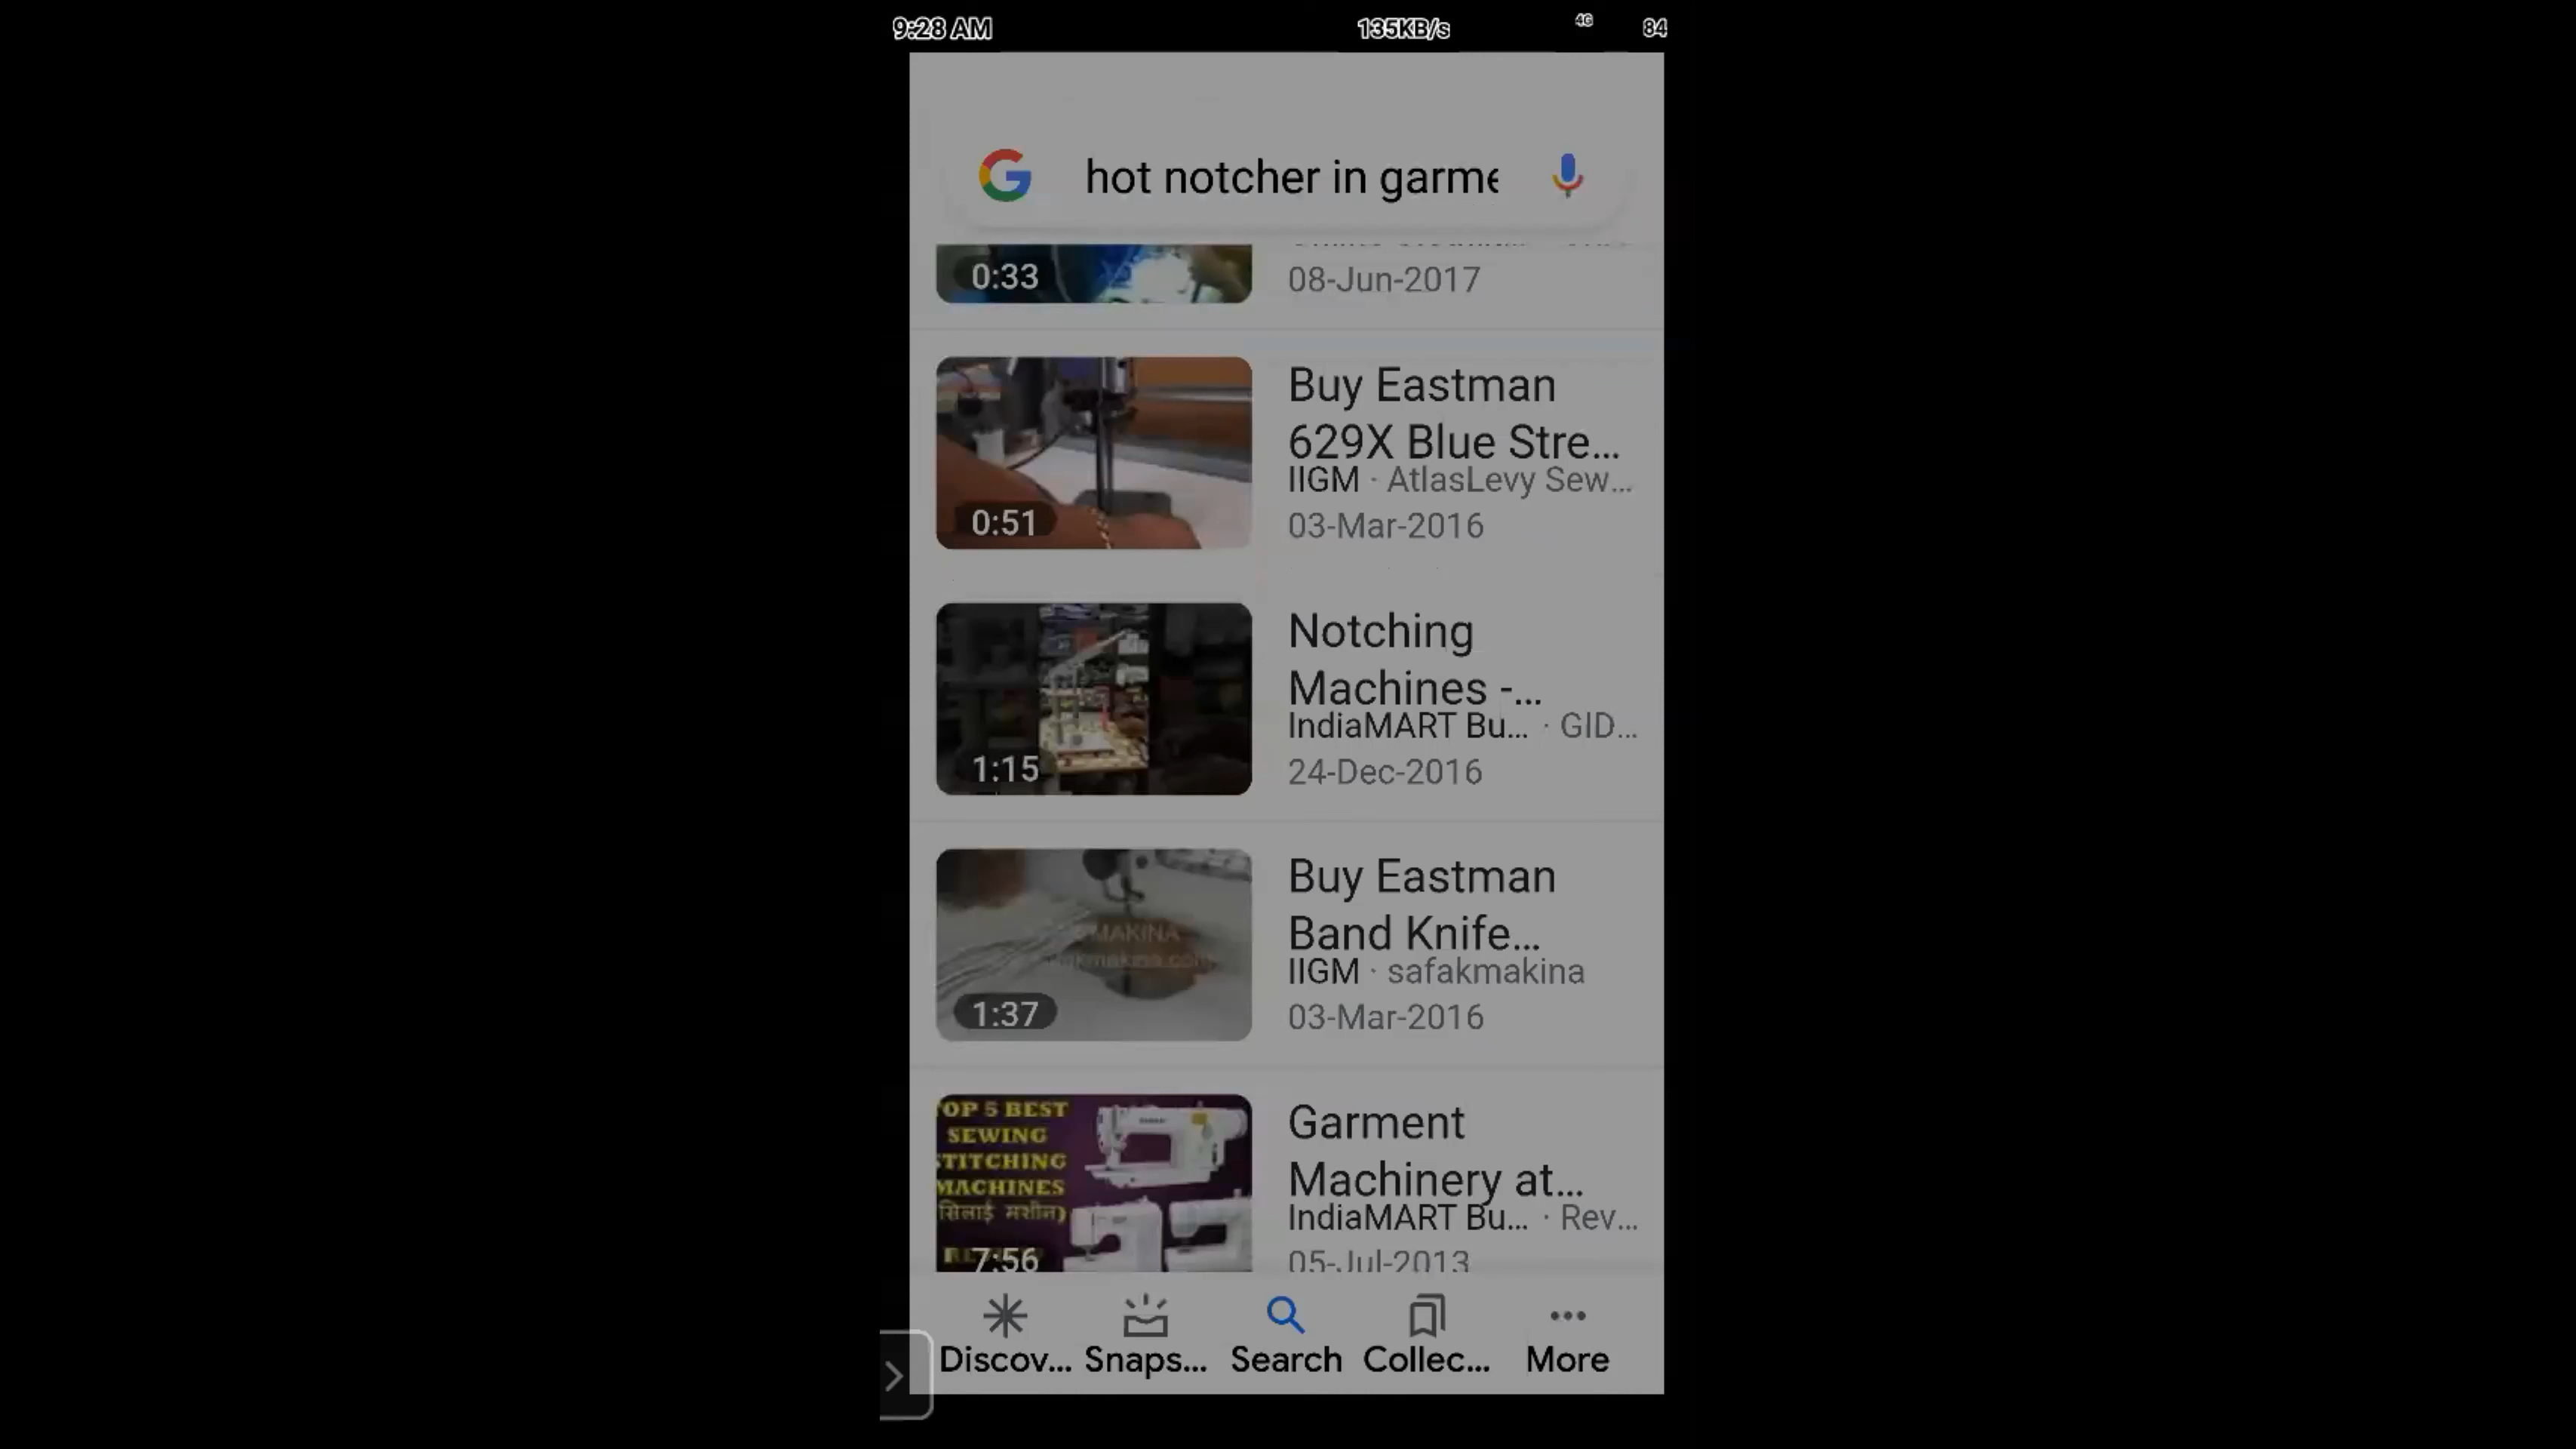 9:28 AM 135KB/s 4G 84
hot notcher in garme
0:33
08-Jun-2017
Buy Eastman
629X Blue Stre...
IIGM · AtlasLevy Sew...
0:51
03-Mar-2016
Notching
Machines -...
IndiaMART Bu... · GID...
1:15
24-Dec-2016
Buy Eastman
Band Knife...
MAKINA
IIGM · safakmakina
1:37
03-Mar-2016
OP 5 BEST
SEWING
STITCHING
MACHINES
(सिलाई मशीन)
7:56
Garment
Machinery at...
IndiaMART Bu... · Rev...
05-Jul-2013
Discov... Snaps... Search Collec... More